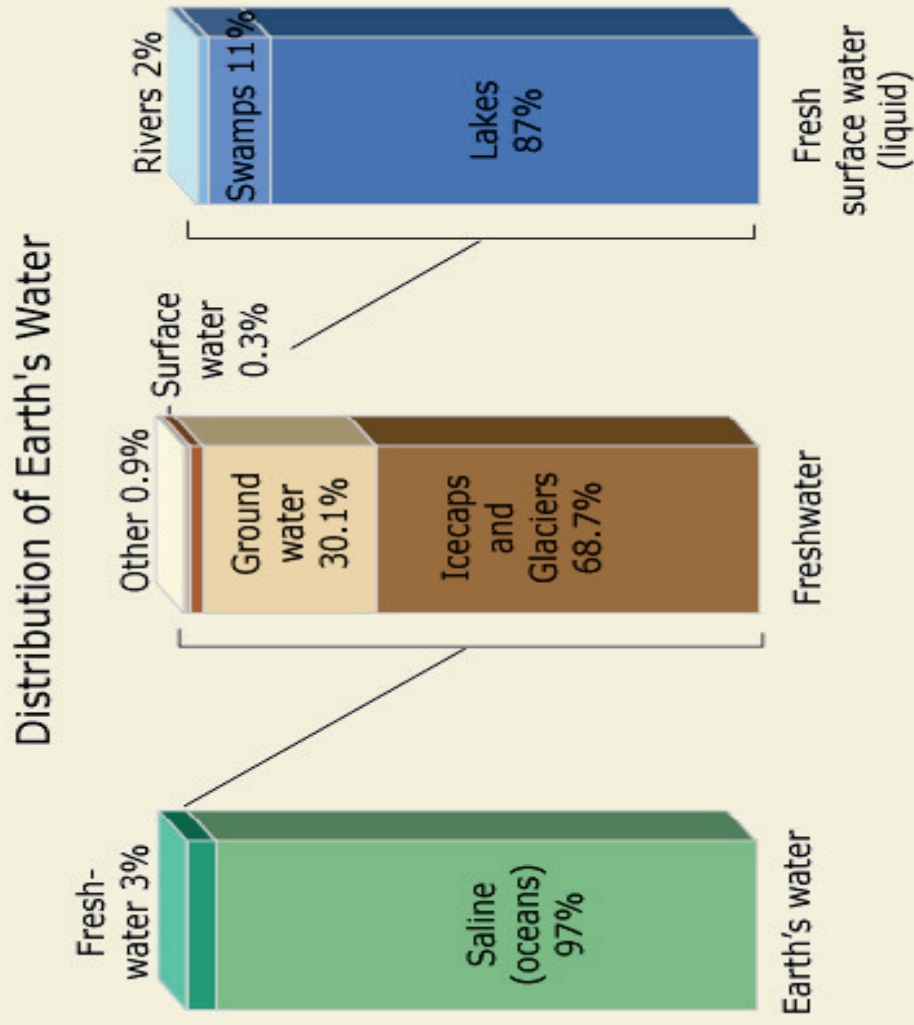 Distribution of Earth's Water
Fresh-
water 3%
Saline
(oceans)
97%
Earth's water
Other 0.9%
Surface
water
0.3%
Ground
water
30.1%
Icecaps
and
Glaciers
68.7%
Freshwater
Rivers 2%
Swamps 11%
Lakes
87%
Fresh
surface water
(liquid)